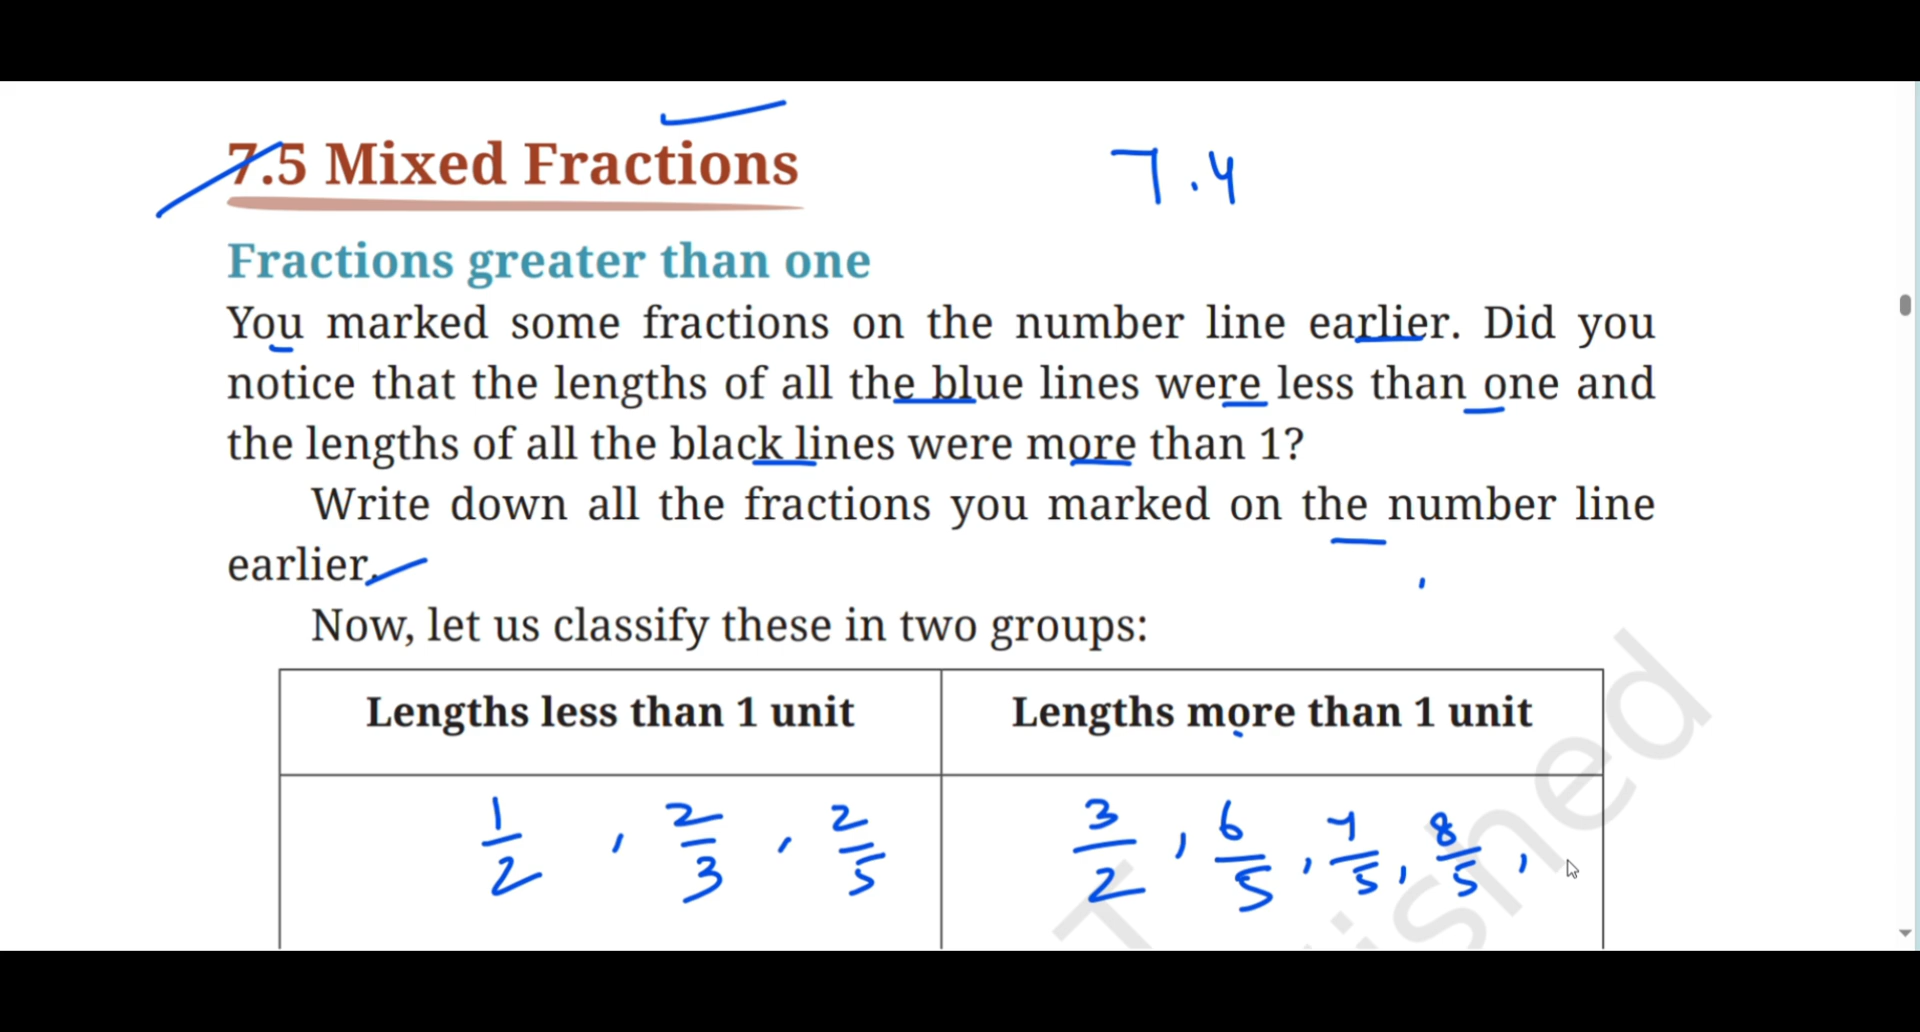 7.5 Mixed Fractions
7.4
Fractions greater than one
You marked some fractions on the number line earlier. Did you
notice that the lengths of all the blue lines were less than one and
the lengths of all the black lines were more than 1?
Write down all the fractions you marked on the number line
earlier.
Now, let us classify these in two groups:
Lengths less than 1 unit
Lengths more than 1 unit
1/2, 2/3, 2/5
3/2, 6/5, 7/5, 8/5,